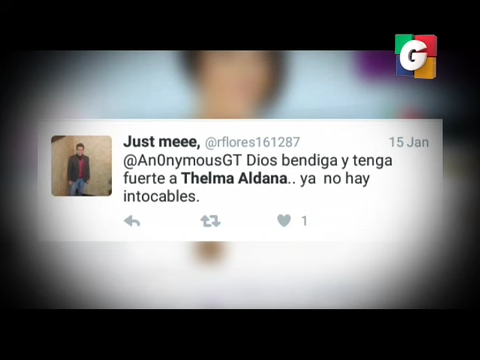 G
Just meee, @rflores161287 15 Jan
@An0nymousGT Dios bendiga y tenga
fuerte a Thelma Aldana.. ya no hay
intocables.
1